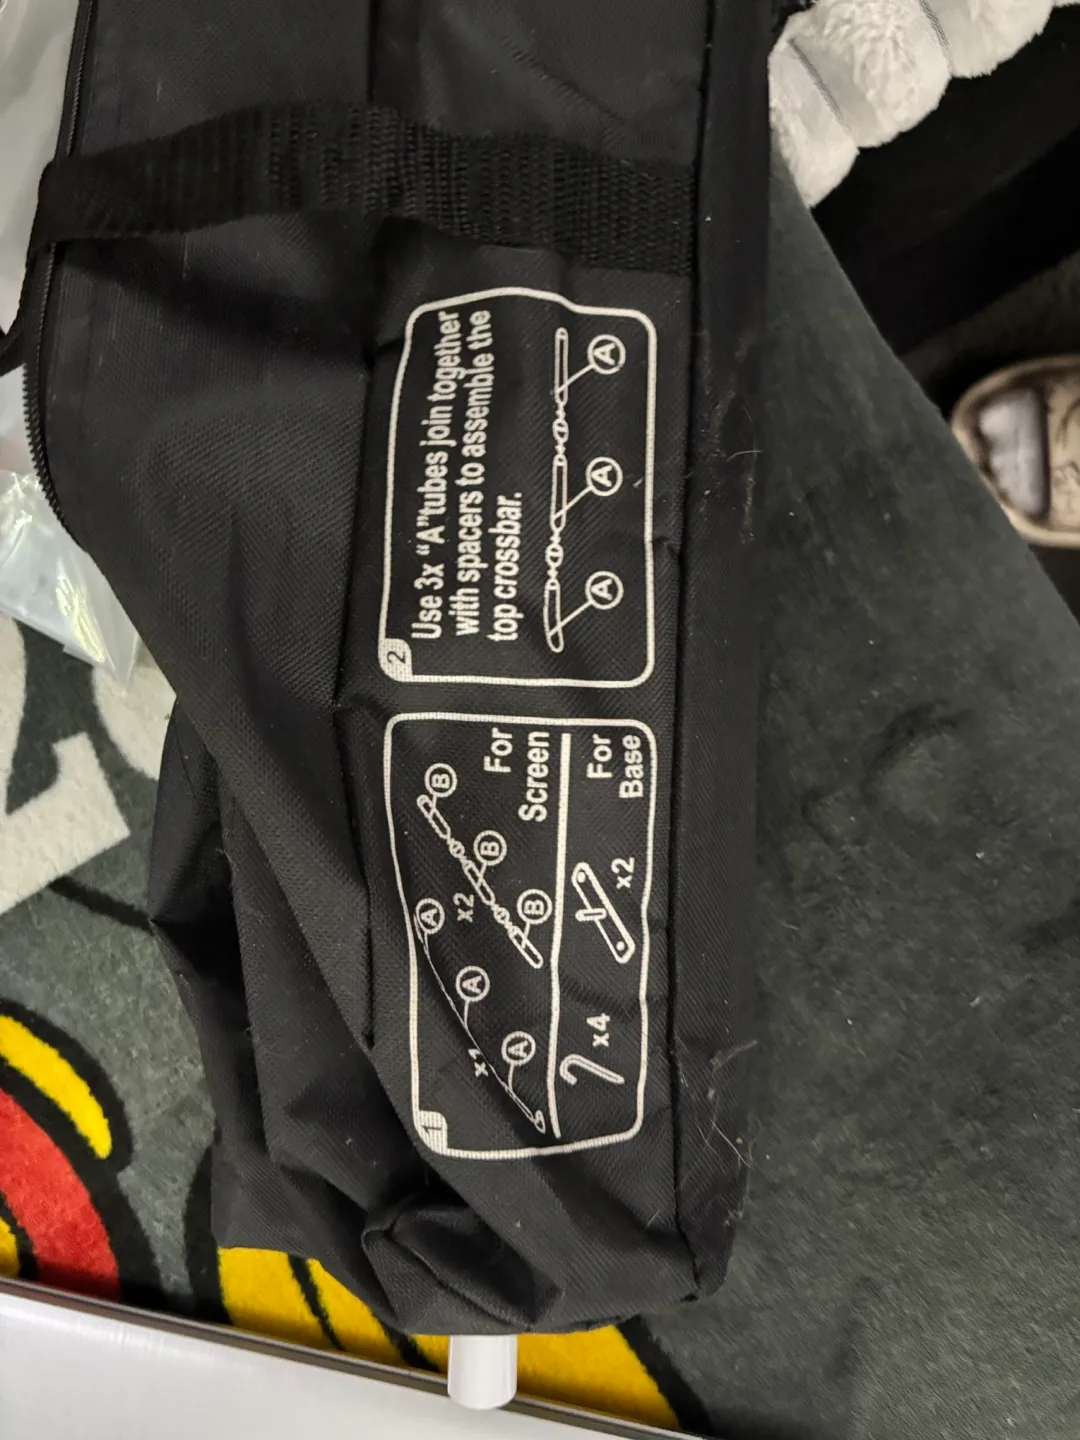 1
A
A
A
x1
B
B
B
x2
For
Screen
x4
x2
For
Base
2
Use 3x “A”tubes join together
with spacers to assemble the
top crossbar.
A
A
A